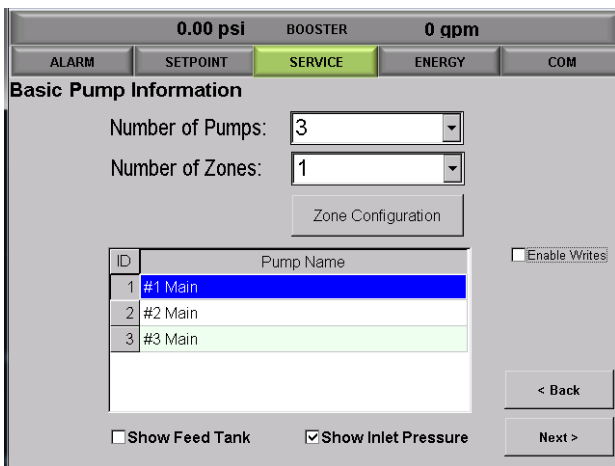 0.00 psi BOOSTER 0 gpm
ALARM SETPOINT SERVICE ENERGY COM
Basic Pump Information
Number of Pumps: 3
Number of Zones: 1
Zone Configuration
ID Pump Name
1 #1 Main
2 #2 Main
3 #3 Main
Enable Writes
< Back
Show Feed Tank Show Inlet Pressure Next >